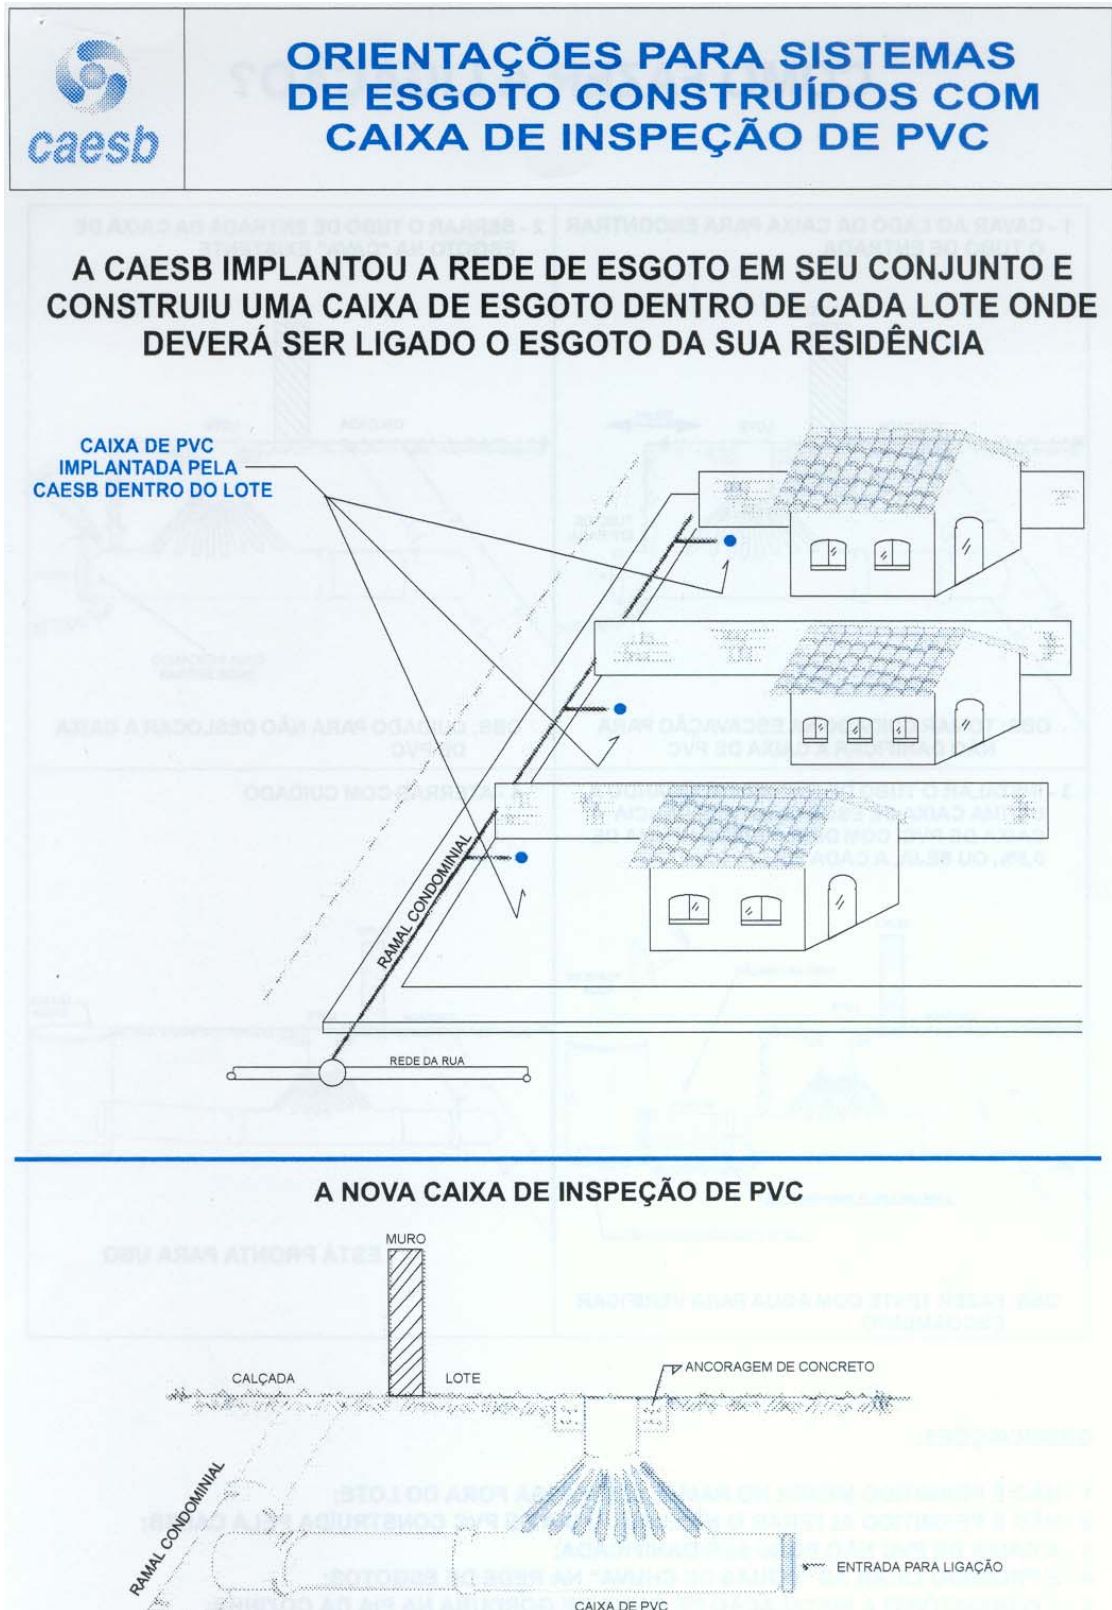 caesb
ORIENTAÇÕES PARA SISTEMAS
DE ESGOTO CONSTRUÍDOS COM
CAIXA DE INSPEÇÃO DE PVC
A CAESB IMPLANTOU A REDE DE ESGOTO EM SEU CONJUNTO E
CONSTRUIU UMA CAIXA DE ESGOTO DENTRO DE CADA LOTE ONDE
DEVERÁ SER LIGADO O ESGOTO DA SUA RESIDÊNCIA
CAIXA DE PVC
IMPLANTADA PELA
CAESB DENTRO DO LOTE
RAMAL CONDOMINIAL
REDE DA RUA
A NOVA CAIXA DE INSPEÇÃO DE PVC
MURO
CALÇADA
LOTE
ANCORAGEM DE CONCRETO
RAMAL CONDOMINIAL
ENTRADA PARA LIGAÇÃO
CAIXA DE PVC